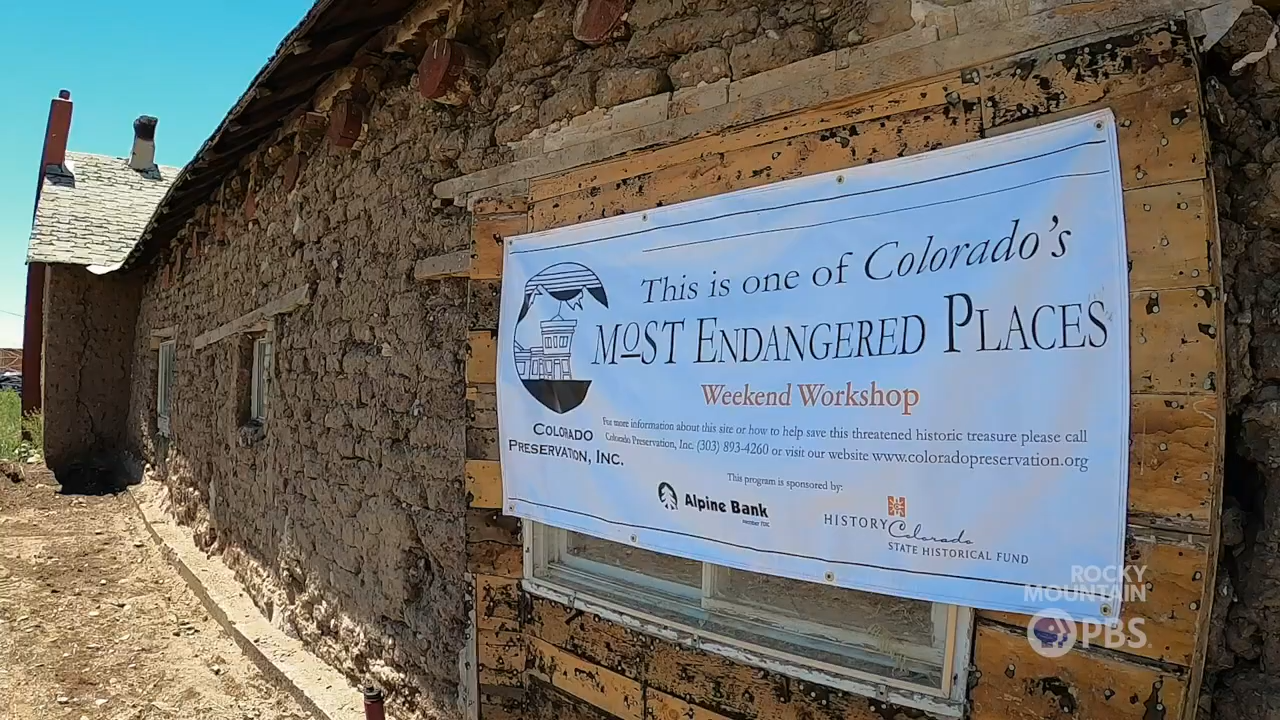 This is one of Colorado's
MOST ENDANGERED PLACES
Weekend Workshop
For more information about this site or how to help save this threatened historic treasure please call
Colorado Preservation, Inc. (303) 893-4260 or visit our website www.coloradopreservation.org
COLORADO
PRESERVATION, INC.
This program is sponsored by:
Alpine Bank
Member FDIC
HISTORY Colorado
STATE HISTORICAL FUND
ROCKY
MOUNTAIN
PBS